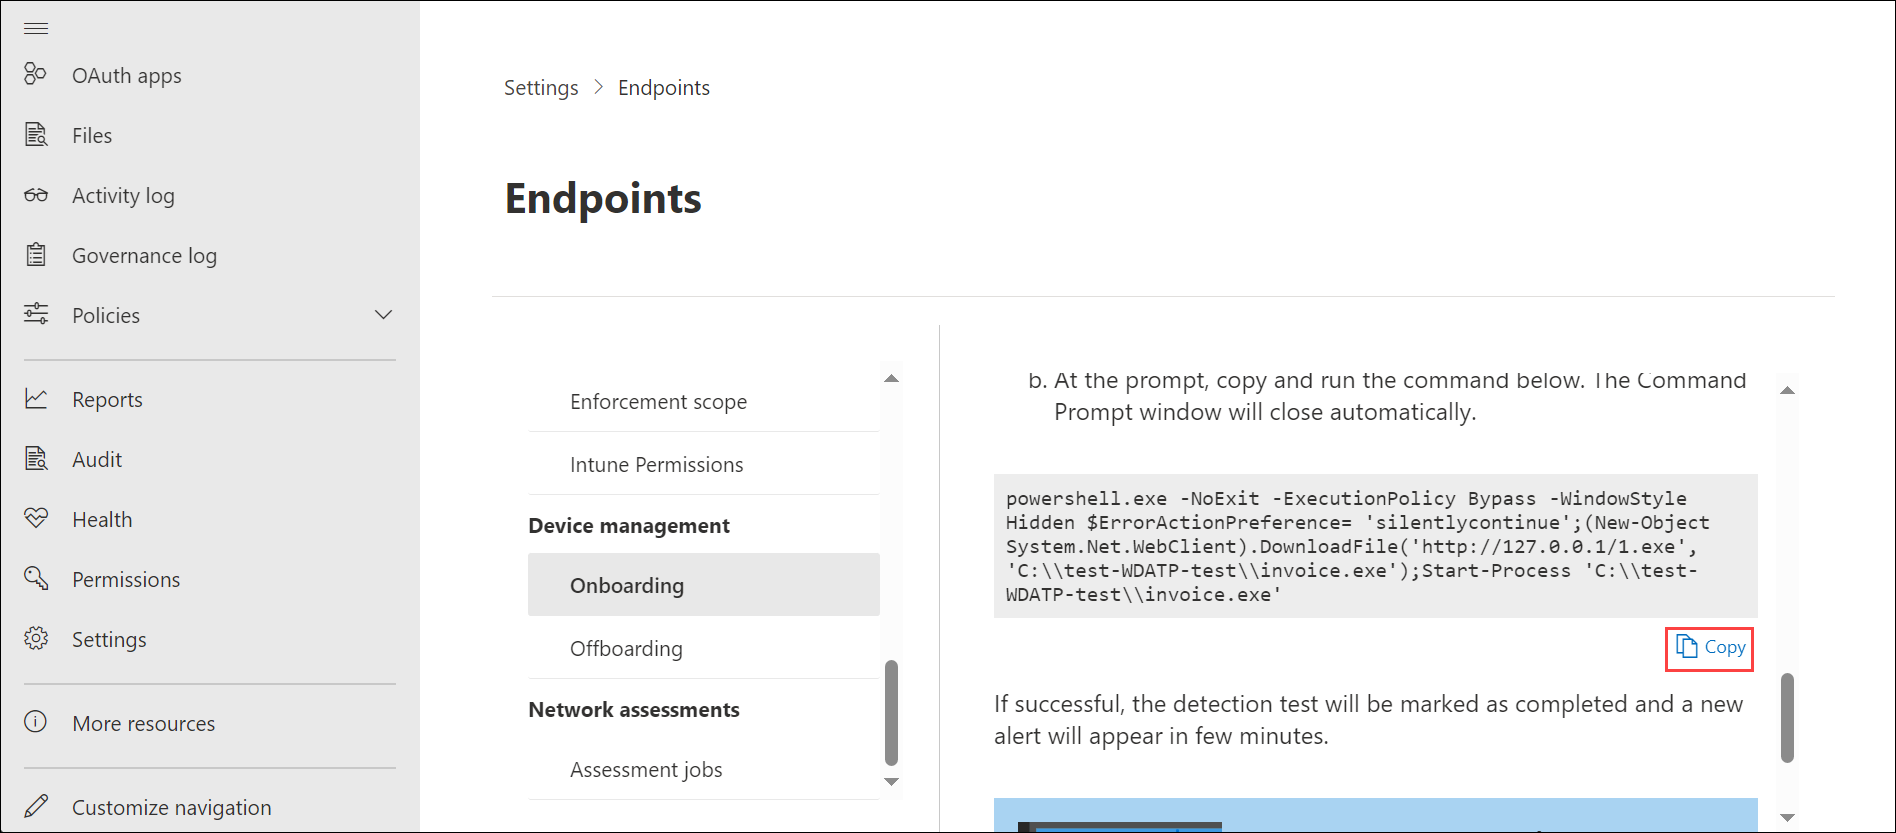 OAuth apps
Files
Activity log
Governance log
Policies
Reports
Audit
Health
Permissions
Settings
More resources
Customize navigation
Settings > Endpoints
Endpoints
Enforcement scope
Intune Permissions
Device management
Onboarding
Offboarding
Network assessments
Assessment jobs
b. At the prompt, copy and run the command below. The Command
Prompt window will close automatically.
powershell.exe -NoExit -ExecutionPolicy Bypass -WindowStyle
Hidden $ErrorActionPreference= 'silentlycontinue';(New-Object
System.Net.WebClient).DownloadFile('http://127.0.0.1/1.exe',
'C:\\test-WDATP-test\\invoice.exe');Start-Process 'C:\\test-
WDATP-test\\invoice.exe'
Copy
If successful, the detection test will be marked as completed and a new
alert will appear in few minutes.